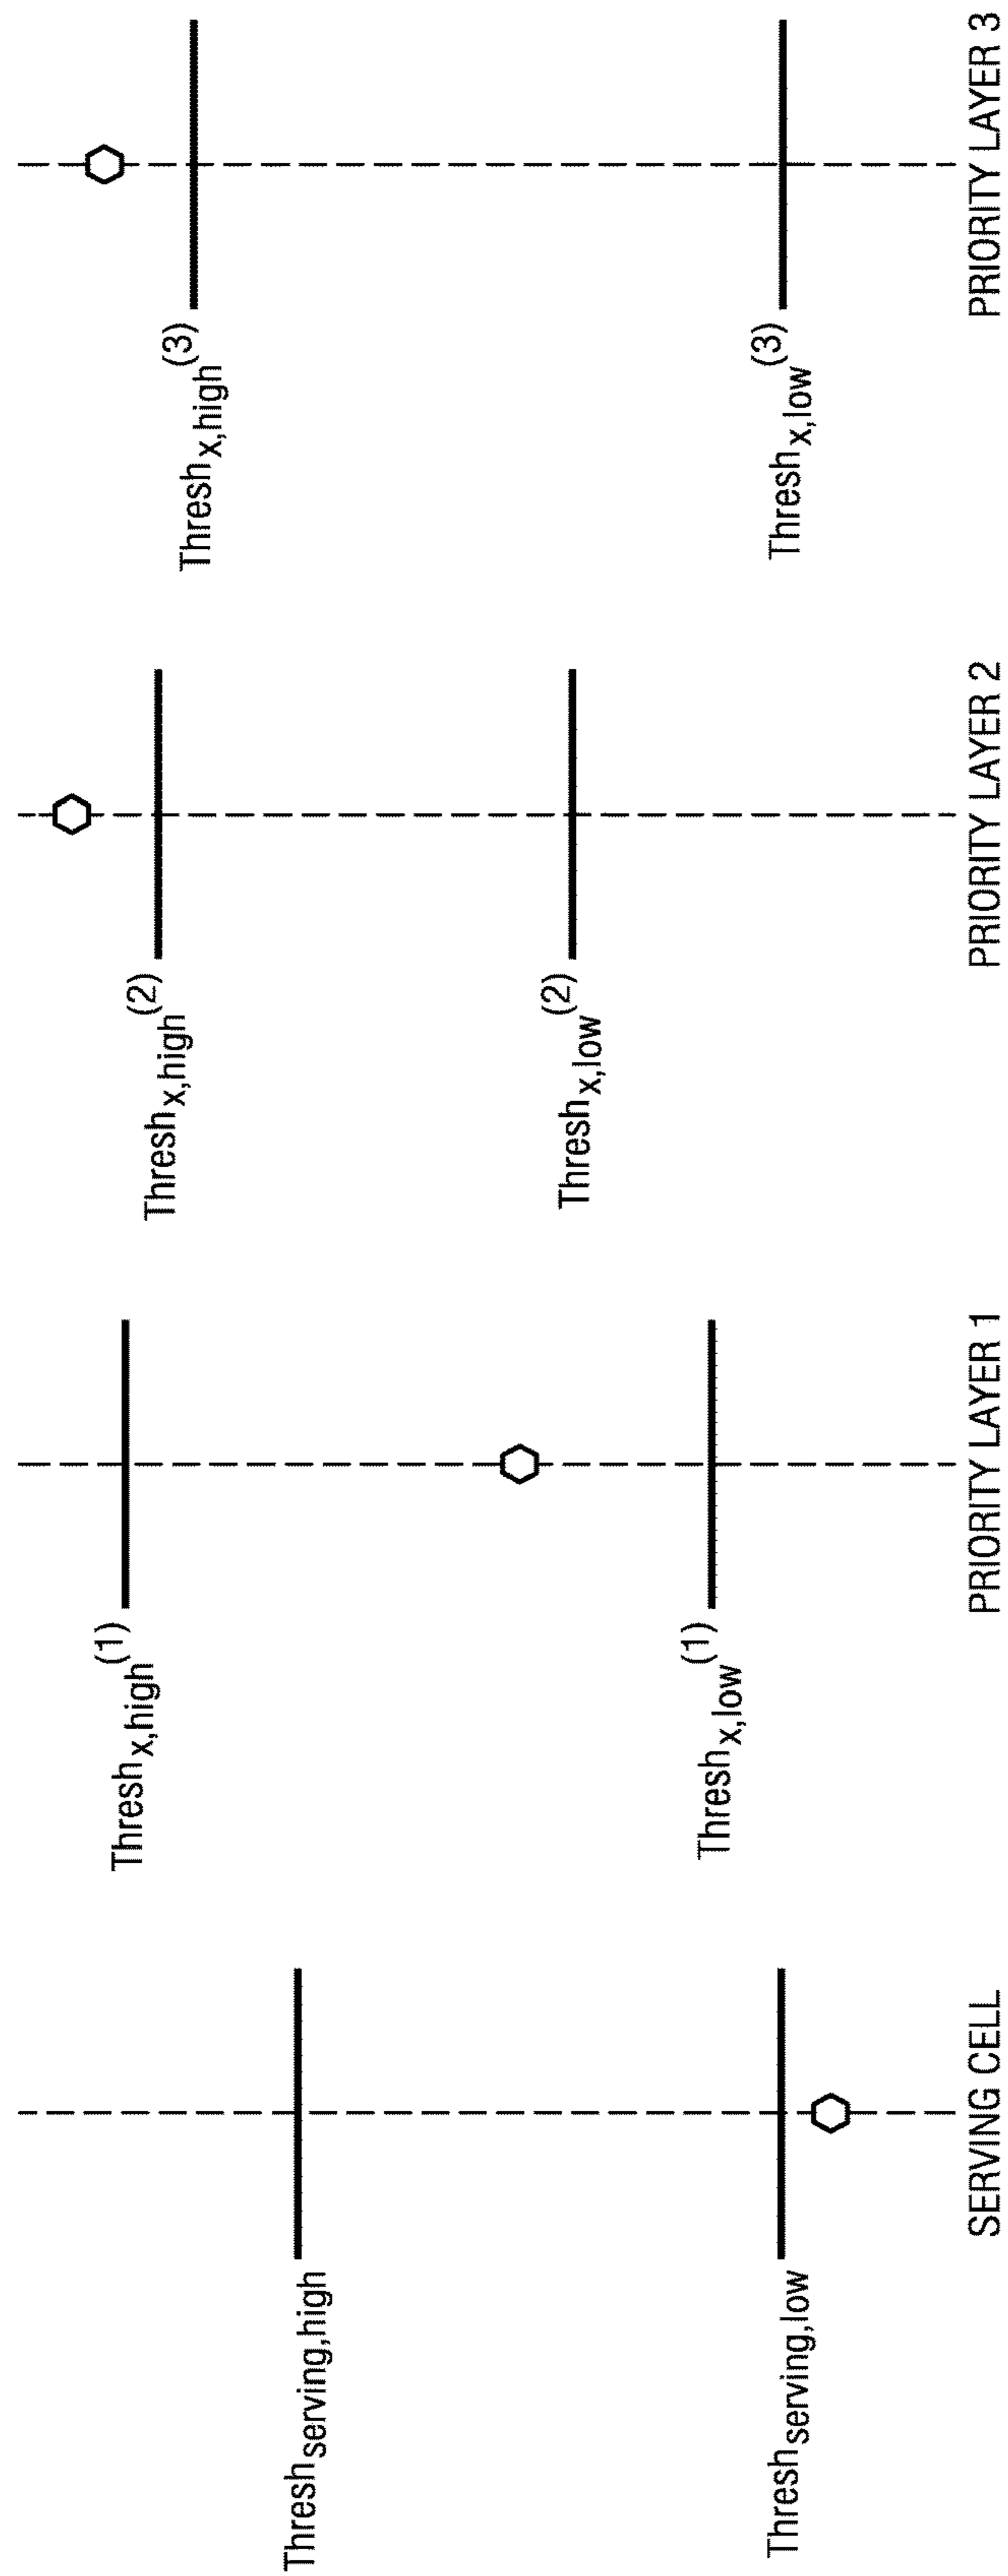 Thresh serving,high
Thresh serving,low
SERVING CELL
Thresh x,high (1)
Thresh x,low (1)
PRIORITY LAYER 1
Thresh x,high (2)
Thresh x,low (2)
PRIORITY LAYER 2
Thresh x,high (3)
Thresh x,low (3)
PRIORITY LAYER 3